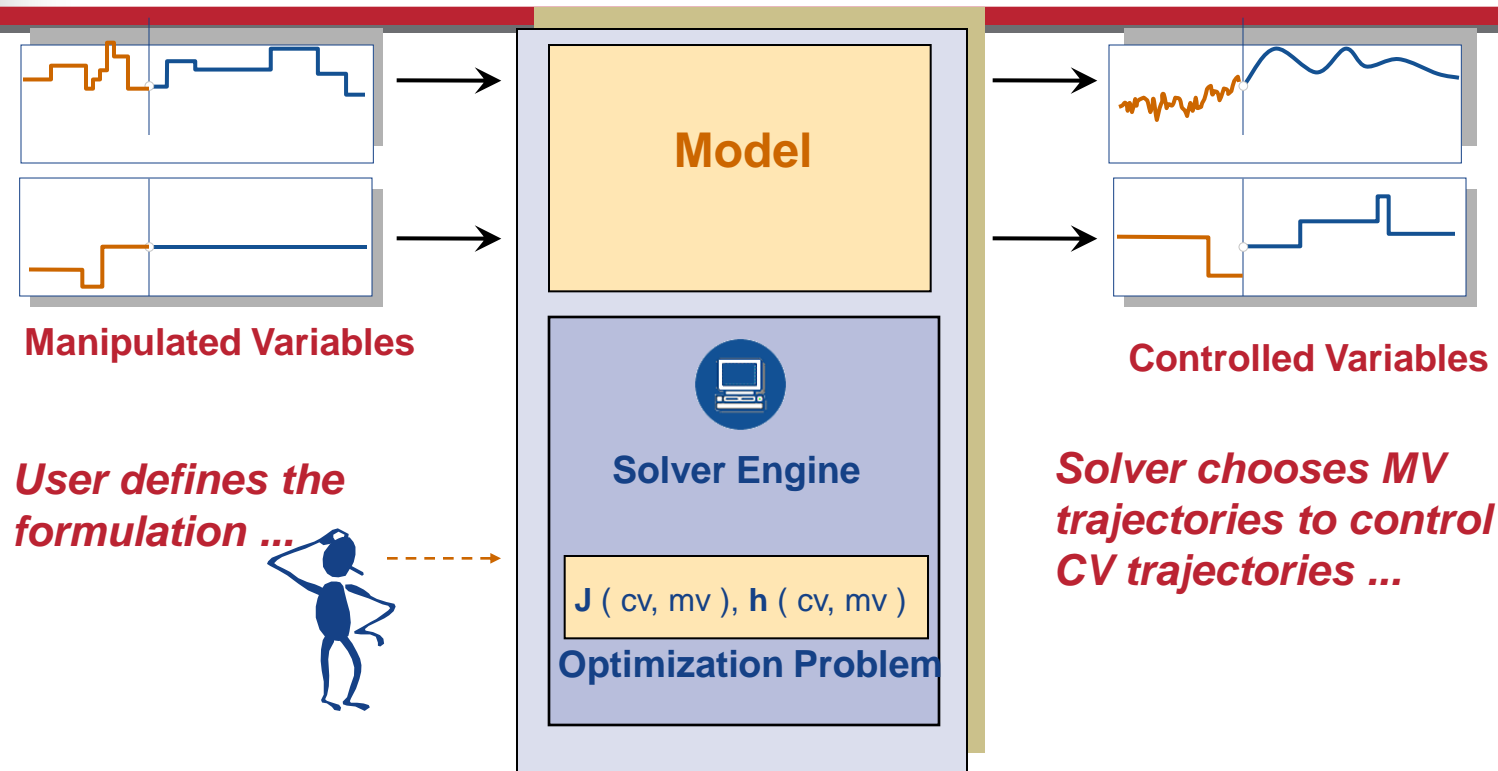 Model
Manipulated Variables
Controlled Variables
User defines the
formulation ...
Solver Engine
J ( cv, mv ), h ( cv, mv )
Optimization Problem
Solver chooses MV
trajectories to control
CV trajectories ...